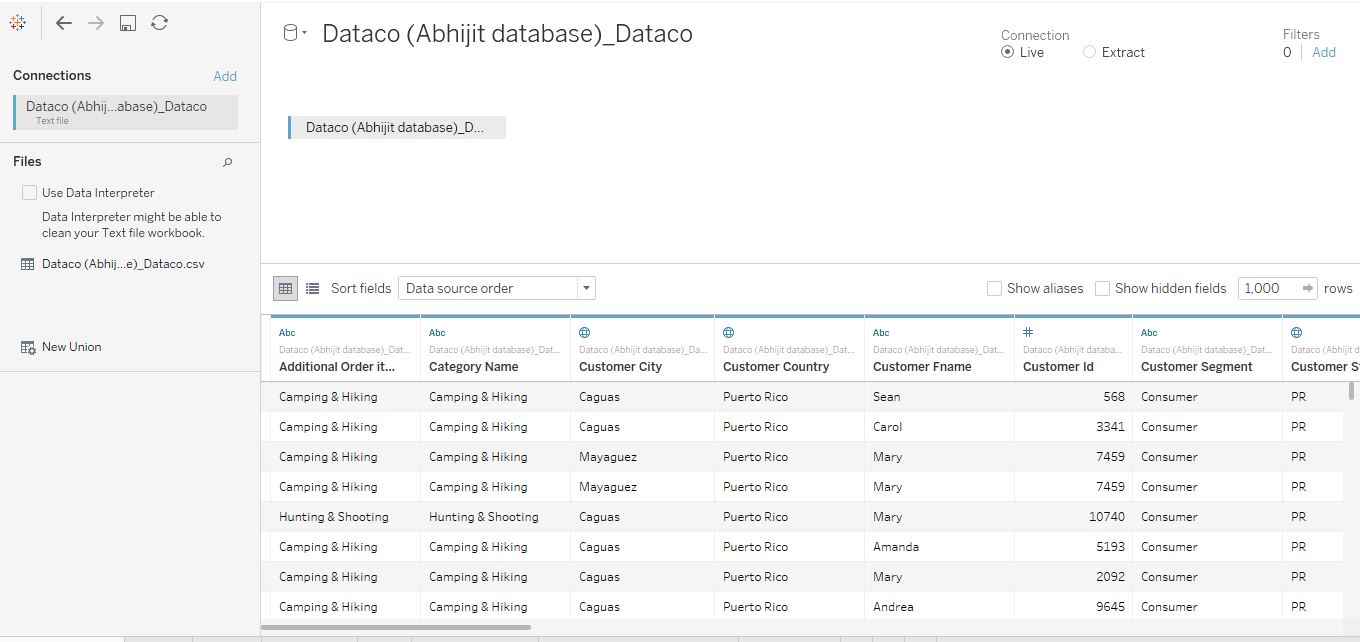 Dataco (Abhijit database)_Dataco
Connection
Live
Extract
Filters
0
Add
Connections
Add
Dataco (Abhij...abase)_Dataco
Text file
Files
Use Data Interpreter
Data Interpreter might be able to
clean your Text file workbook.
Dataco (Abhij...e)_Dataco.csv
New Union
Dataco (Abhijit database)_D...
Sort fields
Data source order
Show aliases
Show hidden fields
1,000
rows
Abc Abc Abc # Abc
Dataco (Abhijit database)_Dat... Dataco (Abhijit database)_Dat... Dataco (Abhijit database)_Da... Dataco (Abhijit database)_Dat... Dataco (Abhijit database)_Dat... Dataco (Abhijit databa... Dataco (Abhijit database)_Dat... Dataco (Abhijit d
Additional Order it... Category Name Customer City Customer Country Customer Fname Customer Id Customer Segment Customer S
Camping & Hiking Camping & Hiking Caguas Puerto Rico Sean 568 Consumer PR
Camping & Hiking Camping & Hiking Caguas Puerto Rico Carol 3341 Consumer PR
Camping & Hiking Camping & Hiking Mayaguez Puerto Rico Mary 7459 Consumer PR
Camping & Hiking Camping & Hiking Mayaguez Puerto Rico Mary 7459 Consumer PR
Hunting & Shooting Hunting & Shooting Caguas Puerto Rico Mary 10740 Consumer PR
Camping & Hiking Camping & Hiking Caguas Puerto Rico Amanda 5193 Consumer PR
Camping & Hiking Camping & Hiking Caguas Puerto Rico Mary 2092 Consumer PR
Camping & Hiking Camping & Hiking Caguas Puerto Rico Andrea 9645 Consumer PR